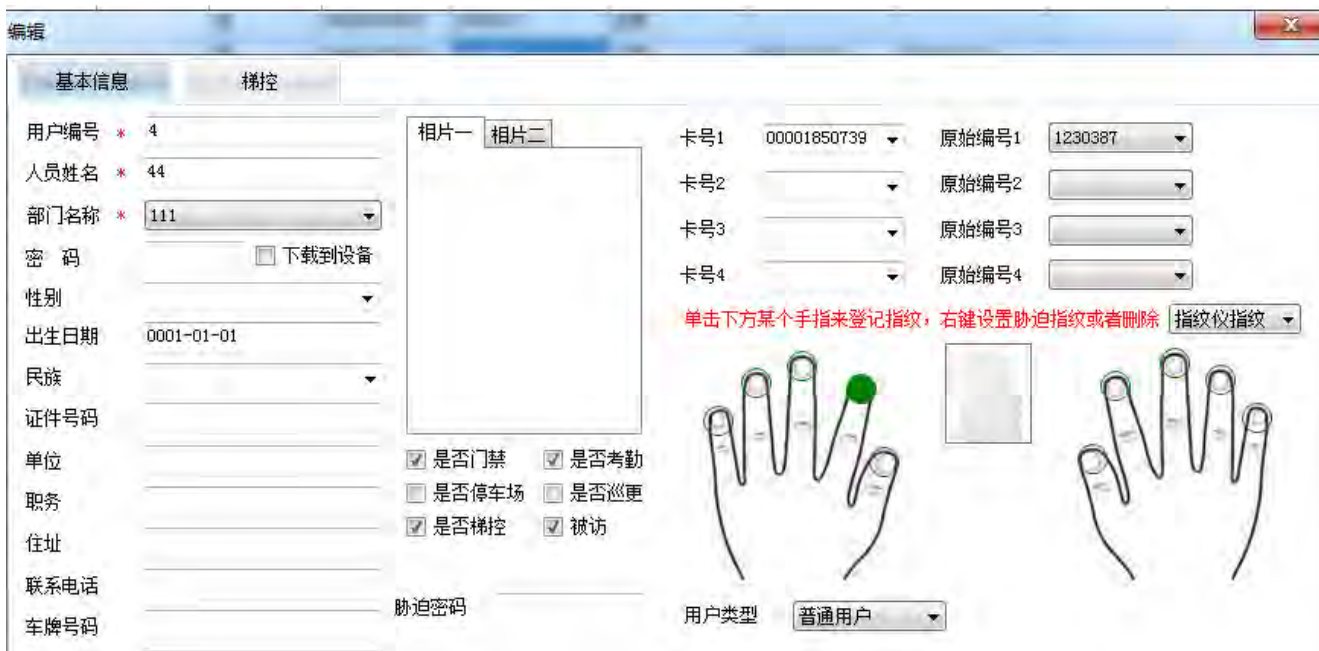 编辑
基本信息 梯控
用户编号 * 4
人员姓名 * 44
部门名称 * 111
密 码 下载到设备
性别
出生日期 0001-01-01
民族
证件号码
单位
职务
住址
联系电话
车牌号码
相片一 相片二
是否门禁 是否考勤
是否停车场 是否巡更
是否梯控 被访
胁迫密码
卡号1 00001850739 原始编号1 1230387
卡号2 原始编号2
卡号3 原始编号3
卡号4 原始编号4
单击下方某个手指来登记指纹，右键设置胁迫指纹或者删除 指纹仪指纹
用户类型 普通用户